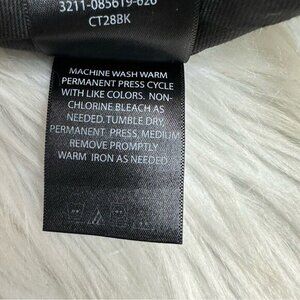 3211-085619-626
CT28BK
MACHINE WASH WARM
PERMANENT PRESS CYCLE
WITH LIKE COLORS. NON-
CHLORINE BLEACH AS
NEEDED. TUMBLE DRY,
PERMANENT PRESS, MEDIUM
REMOVE PROMPTLY
WARM IRON AS NEEDED